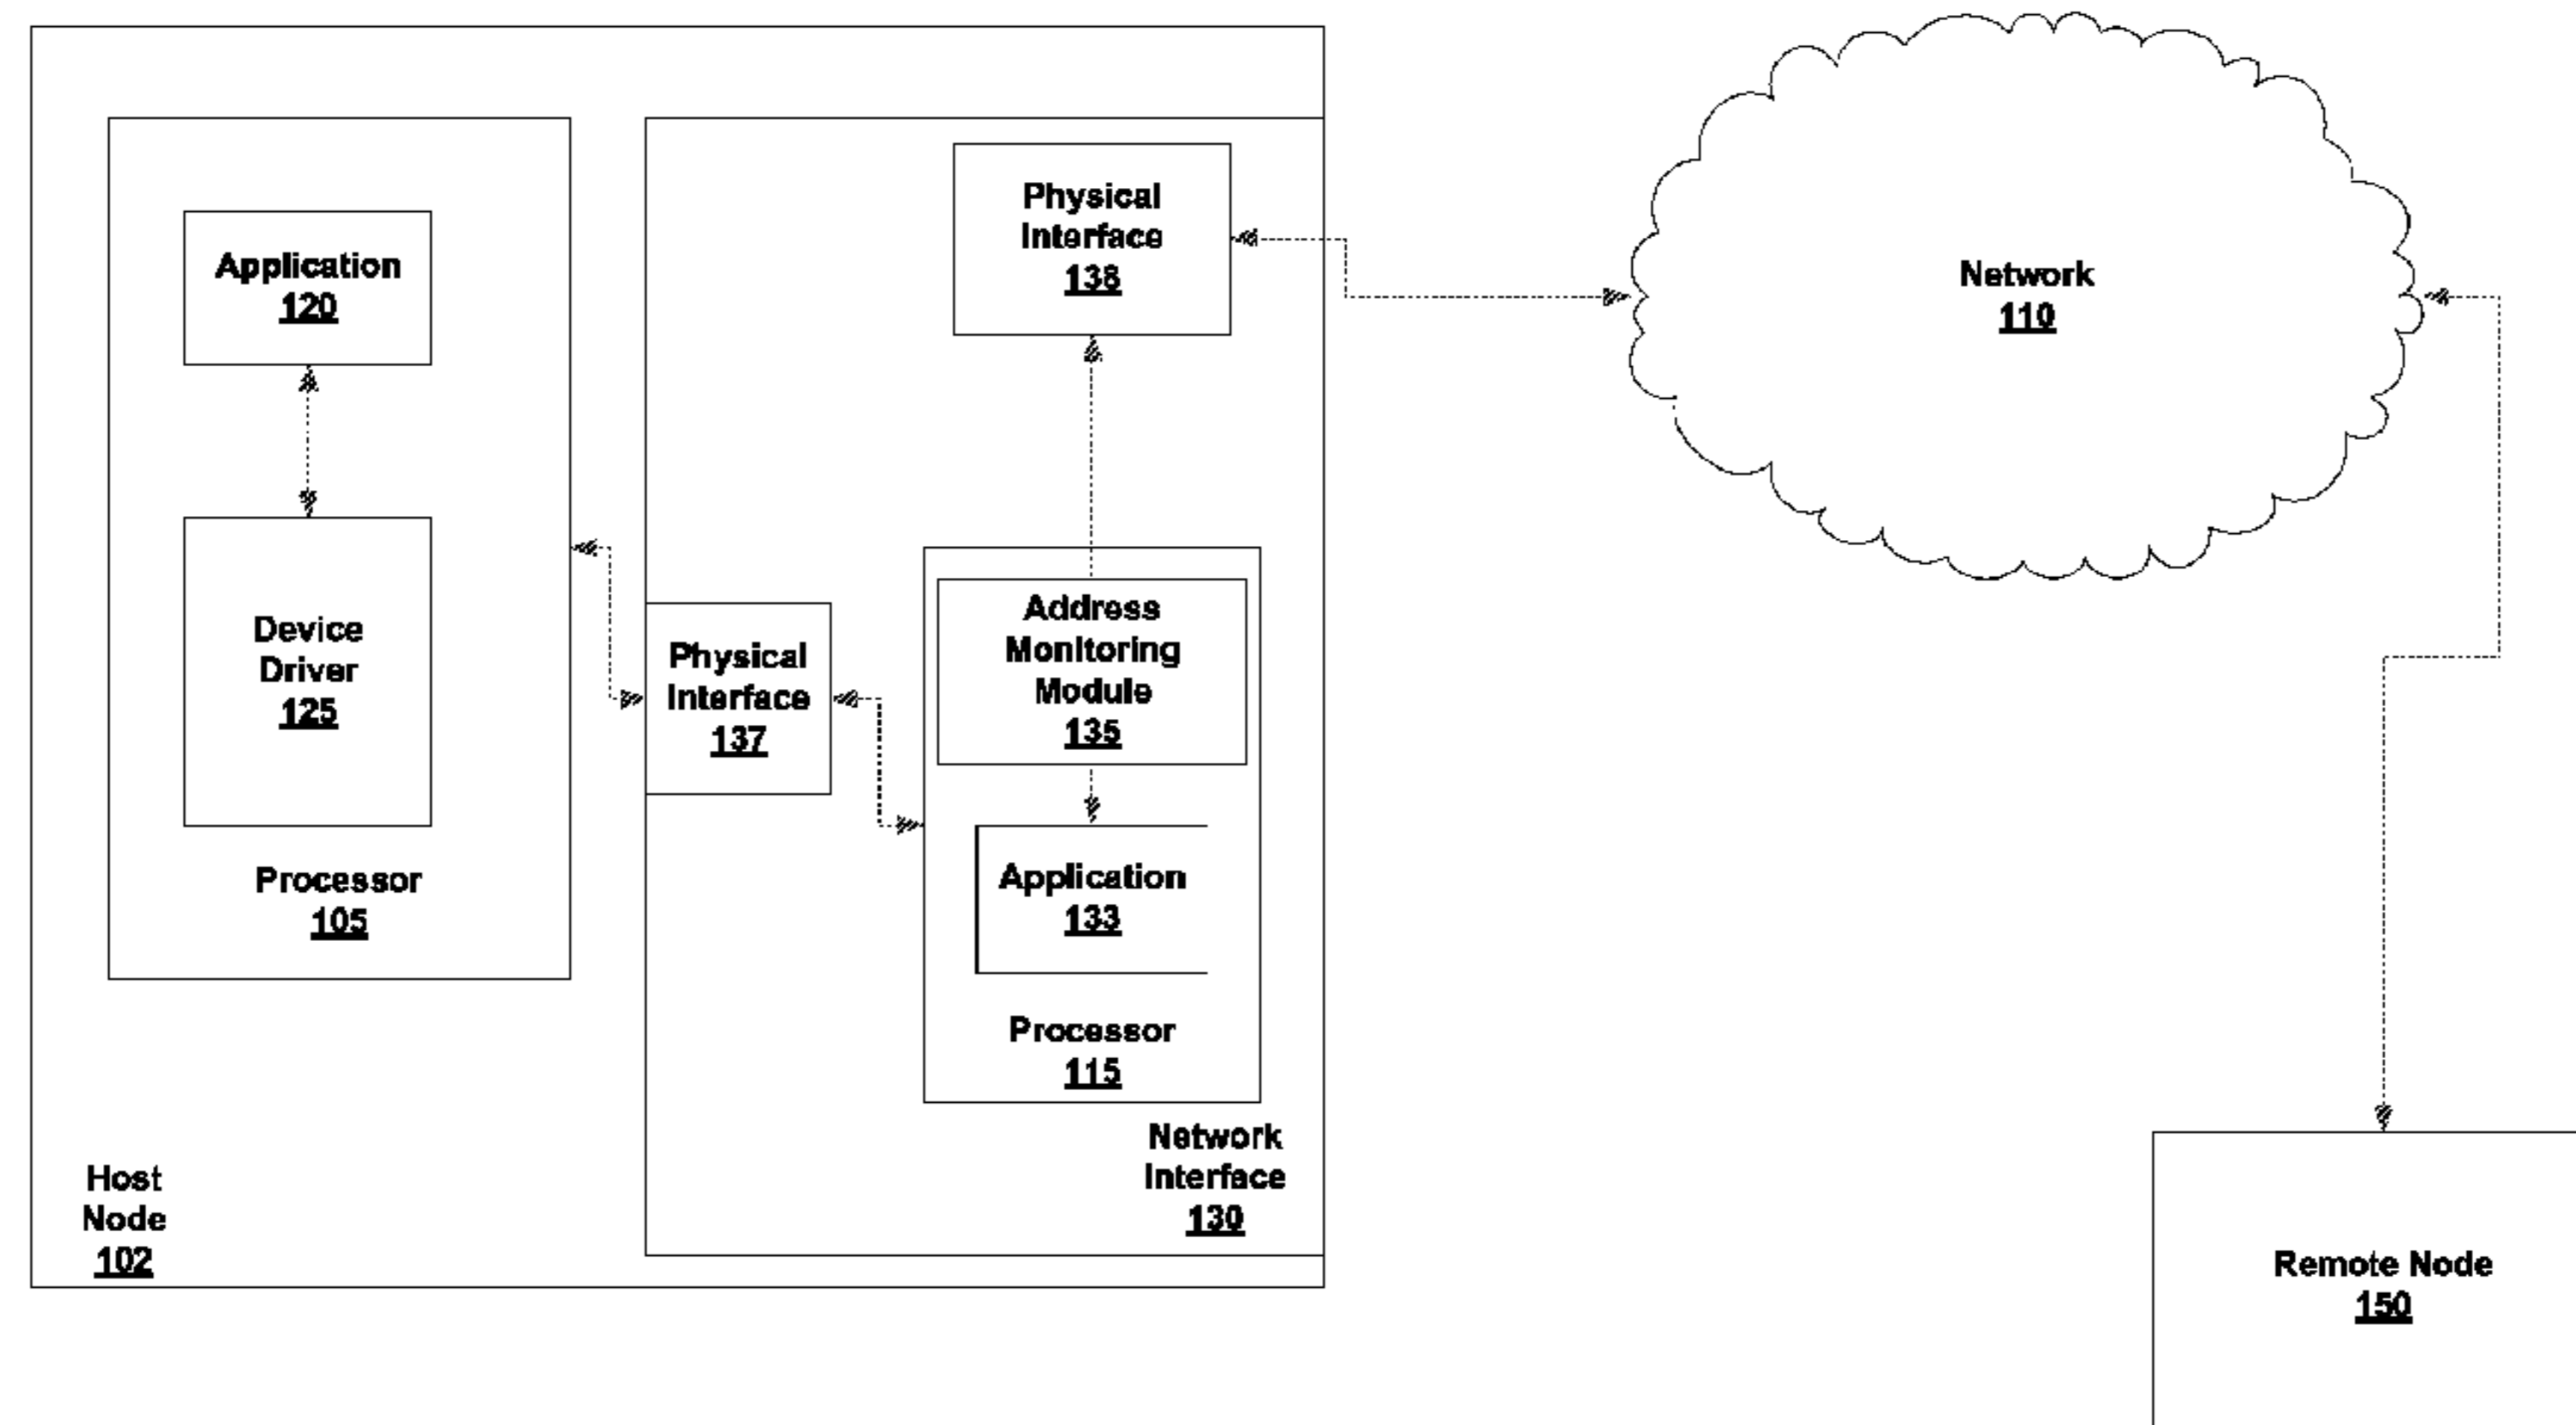 Application
120
Device
Driver
125
Processor
105
Host
Node
102
Physical
Interface
137
Physical
Interface
138
Address
Monitoring
Module
135
Application
133
Processor
115
Network
Interface
130
Network
110
Remote Node
150